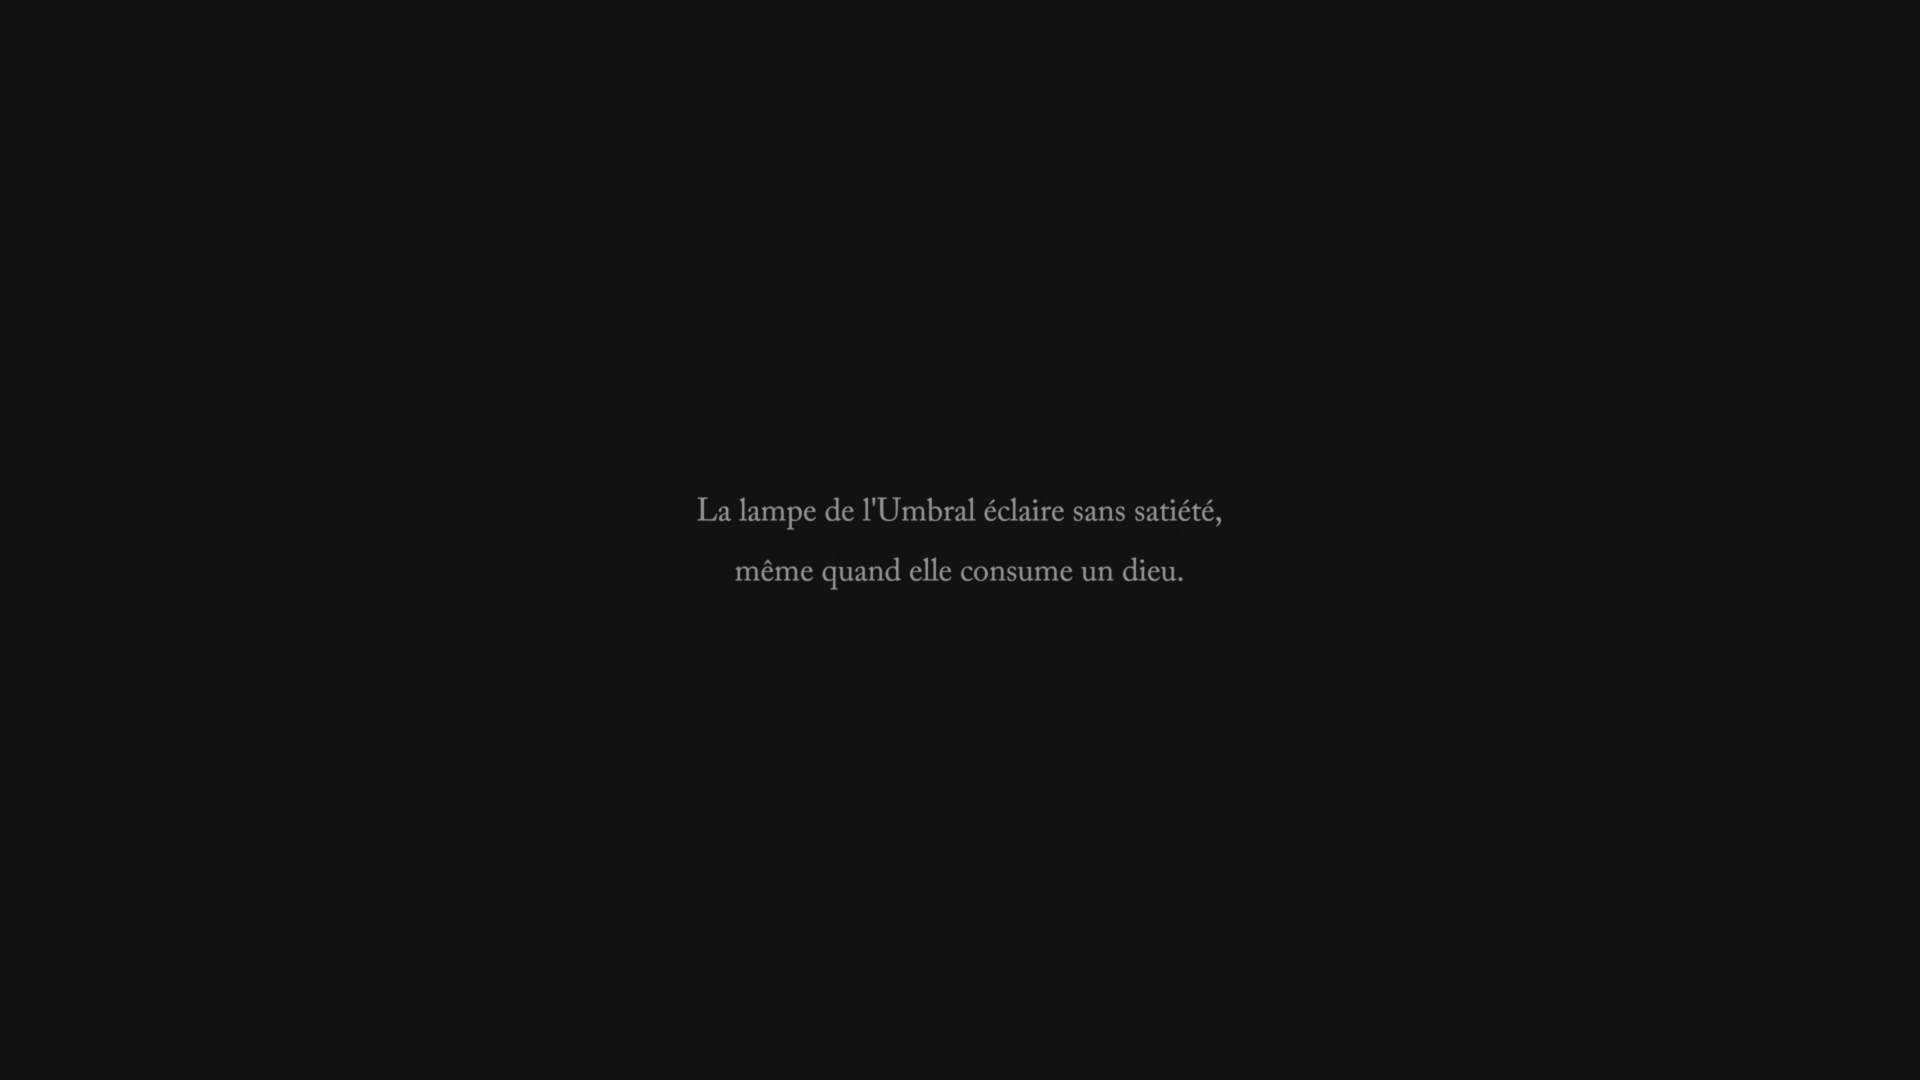 La lampe de l'Umbral éclaire sans satiété,
même quand elle consume un dieu.